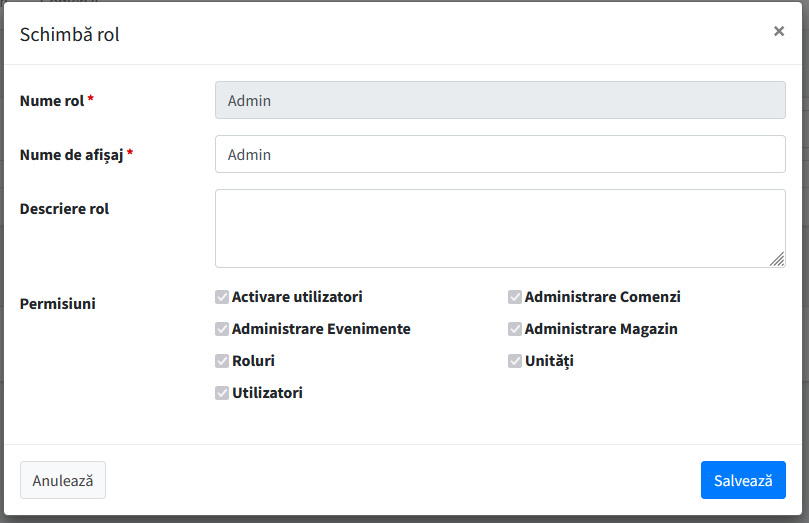 Schimbă rol
×
Nume rol *
Admin
Nume de afișaj *
Admin
Descriere rol
Permisiuni
Activare utilizatori
Administrare Comenzi
Administrare Evenimente
Administrare Magazin
Roluri
Unități
Utilizatori
Anulează
Salvează